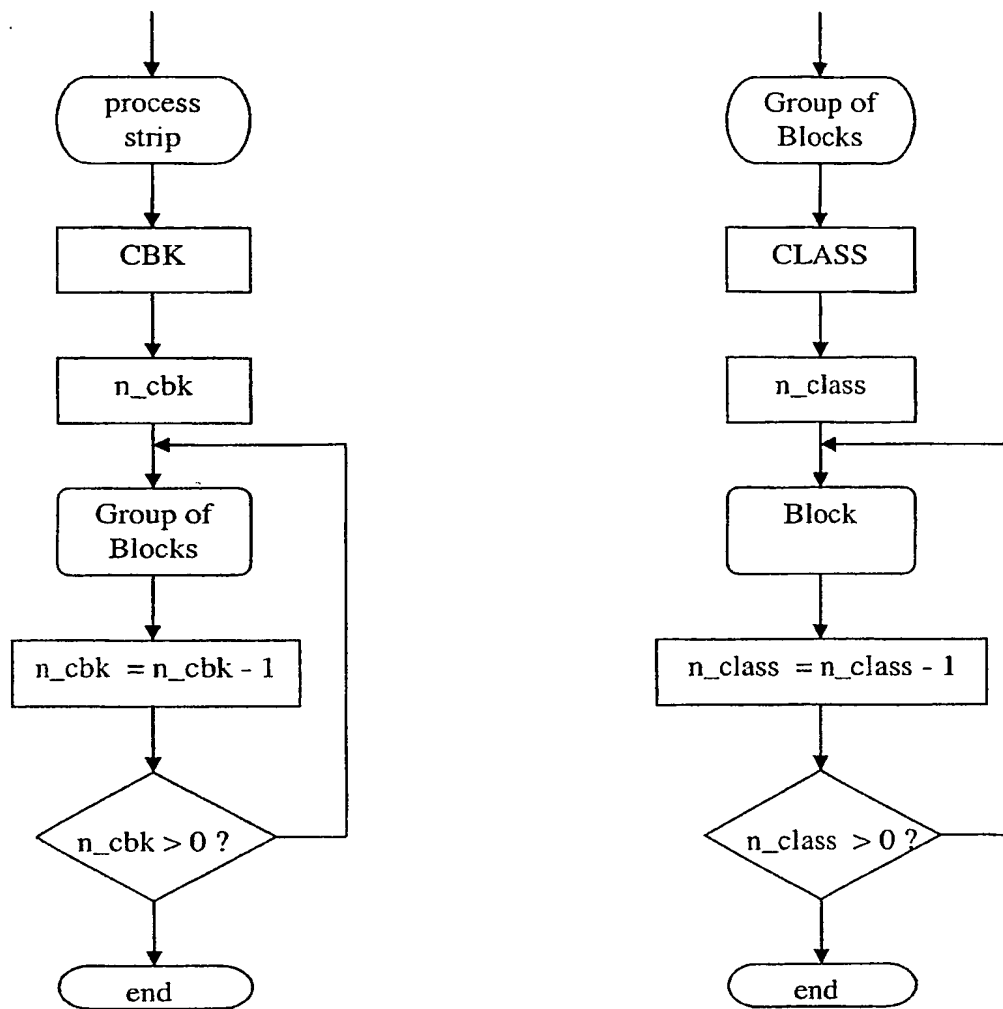 process
strip
CBK
n_cbk
Group of
Blocks
n_cbk = n_cbk - 1
n_cbk > 0 ?
end
Group of
Blocks
CLASS
n_class
Block
n_class = n_class - 1
n_class > 0 ?
end